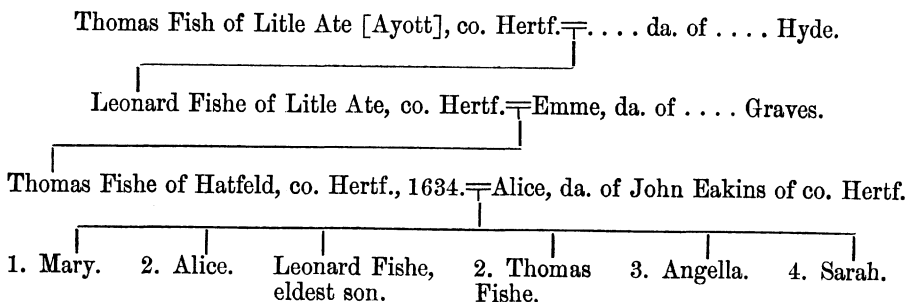 Thomas Fish of Litle Ate [Ayott], co. Hertf.=. . . . da. of . . . . Hyde.
Leonard Fishe of Litle Ate, co. Hertf.=Emme, da. of . . . . Graves.
Thomas Fishe of Hatfeld, co. Hertf., 1634.=Alice, da. of John Eakins of co. Hertf.
1. Mary. 2. Alice. Leonard Fishe, 2. Thomas 3. Angella. 4. Sarah.
eldest son. Fishe.